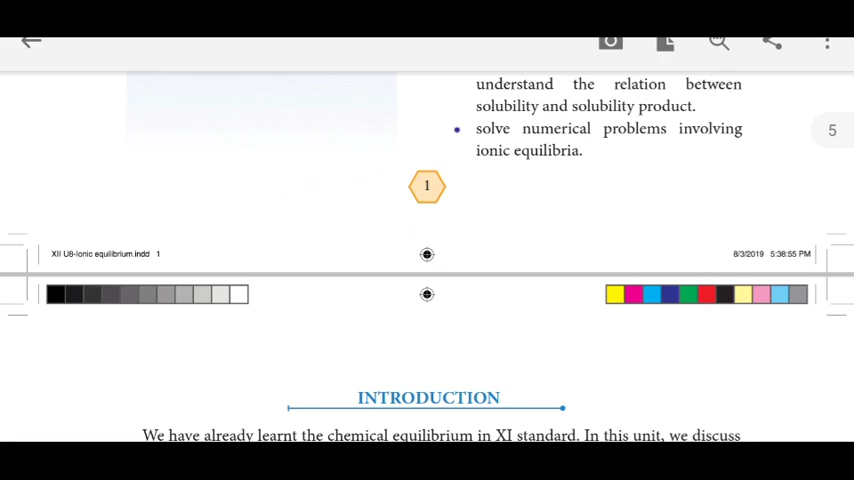 understand the relation between
solubility and solubility product.
• solve numerical problems involving
ionic equilibria.
5
1
XII U8-Ionic equilibrium.indd 1
8/3/2019 5:38:55 PM
INTRODUCTION
We have already learnt the chemical equilibrium in XI standard. In this unit, we discuss